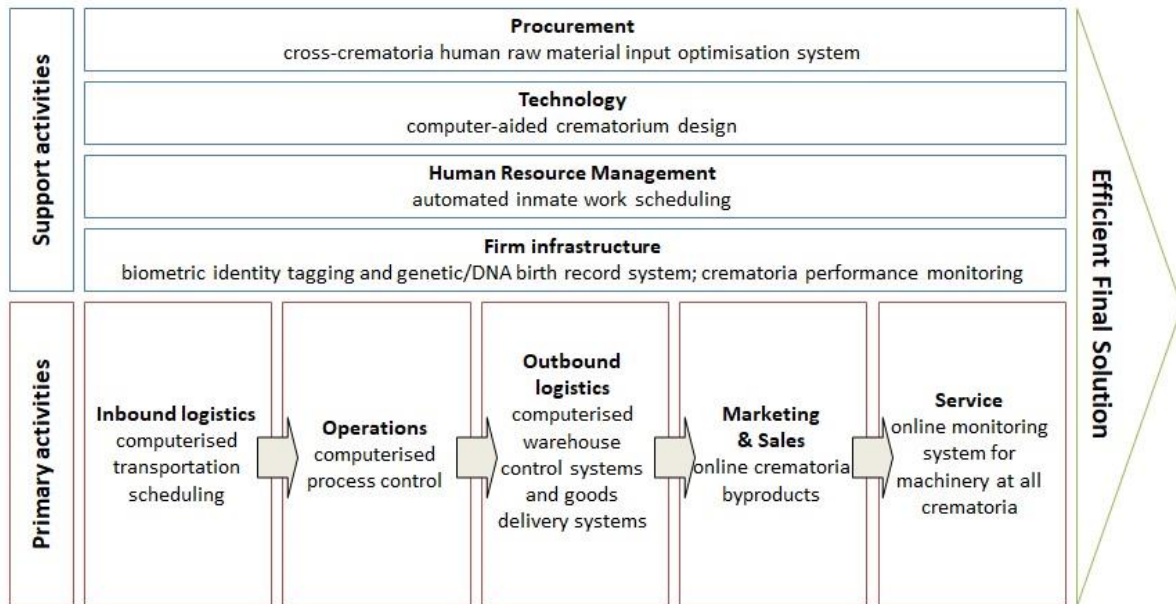 Support activities
Procurement
cross-crematoria human raw material input optimisation system
Technology
computer-aided crematorium design
Human Resource Management
automated inmate work scheduling
Firm infrastructure
biometric identity tagging and genetic/DNA birth record system; crematoria performance monitoring
Primary activities
Inbound logistics
computerised
transportation
scheduling
Operations
computerised
process control
Outbound
logistics
computerised
warehouse
control systems
and goods
delivery systems
Marketing
& Sales
online crematoria
byproducts
Service
online monitoring
system for
machinery at all
crematoria
Efficient Final Solution